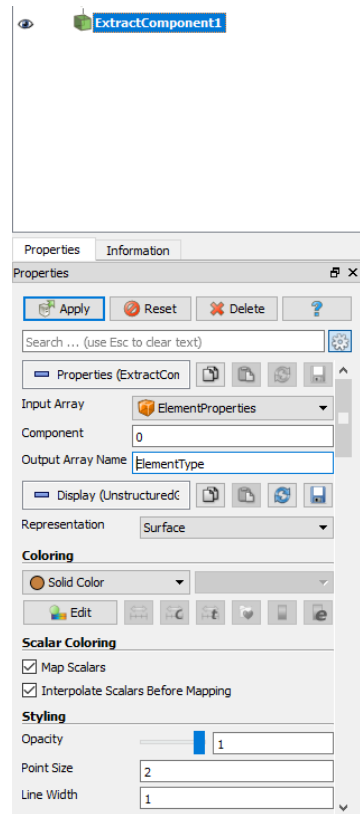 ExtractComponent1
Properties
Information
Properties
Apply
Reset
Delete
?
Search ... (use Esc to clear text)
Properties (ExtractCon
Input Array
ElementProperties
Component
0
Output Array Name
ElementType
Display (UnstructuredG
Representation
Surface
Coloring
Solid Color
Edit
Scalar Coloring
Map Scalars
Interpolate Scalars Before Mapping
Styling
Opacity
1
Point Size
2
Line Width
1